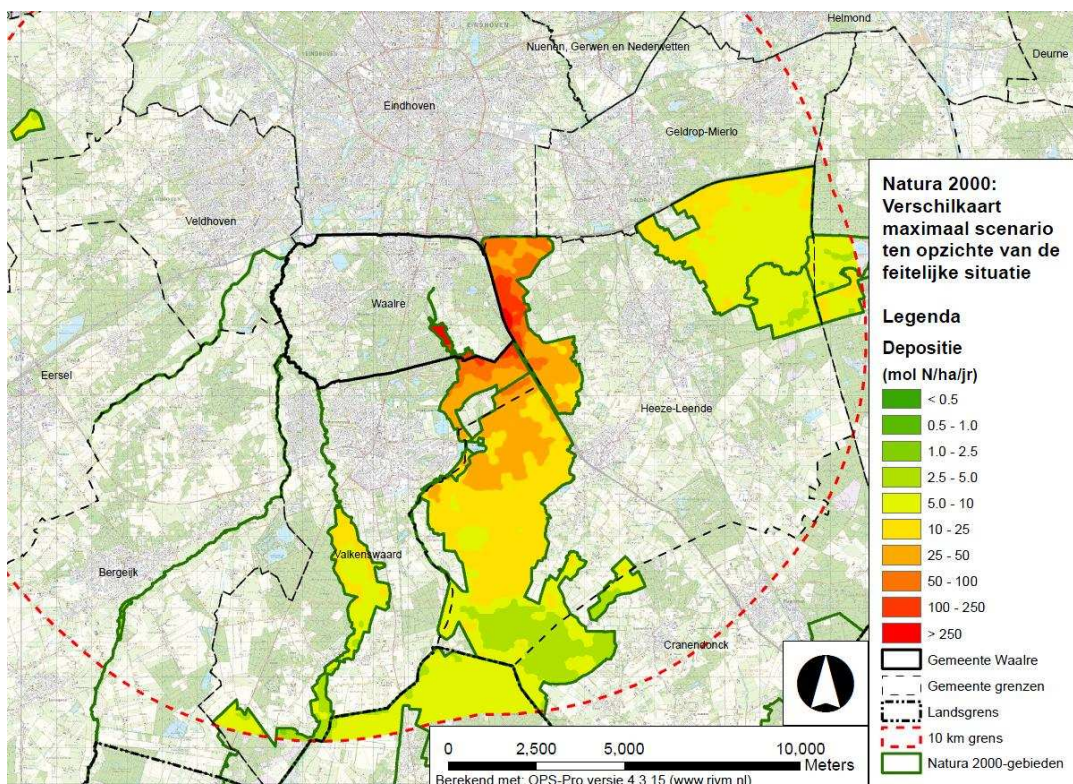 Helmond
EINDHOVEN
Nuenen, Gerwen en Nederwetten
Deurne
Eindhoven
Geldrop-Mierlo
Veldhoven
Waalre
Eersel
Heeze-Leende
Valkenswaard
Bergeijk
Cranendonck
Natura 2000:
Verschilkaart
maximaal scenario
ten opzichte van de
feitelijke situatie
Legenda
Depositie
(mol N/ha/jr)
< 0.5
0.5 - 1.0
1.0 - 2.5
2.5 - 5.0
5.0 - 10
10 - 25
25 - 50
50 - 100
100 - 250
> 250
Gemeente Waalre
Gemeente grenzen
Landsgrens
10 km grens
Natura 2000-gebieden
0 2,500 5,000 10,000
Meters
Berekend met: OPS-Pro versie 4.3.15 (www.rivm.nl)